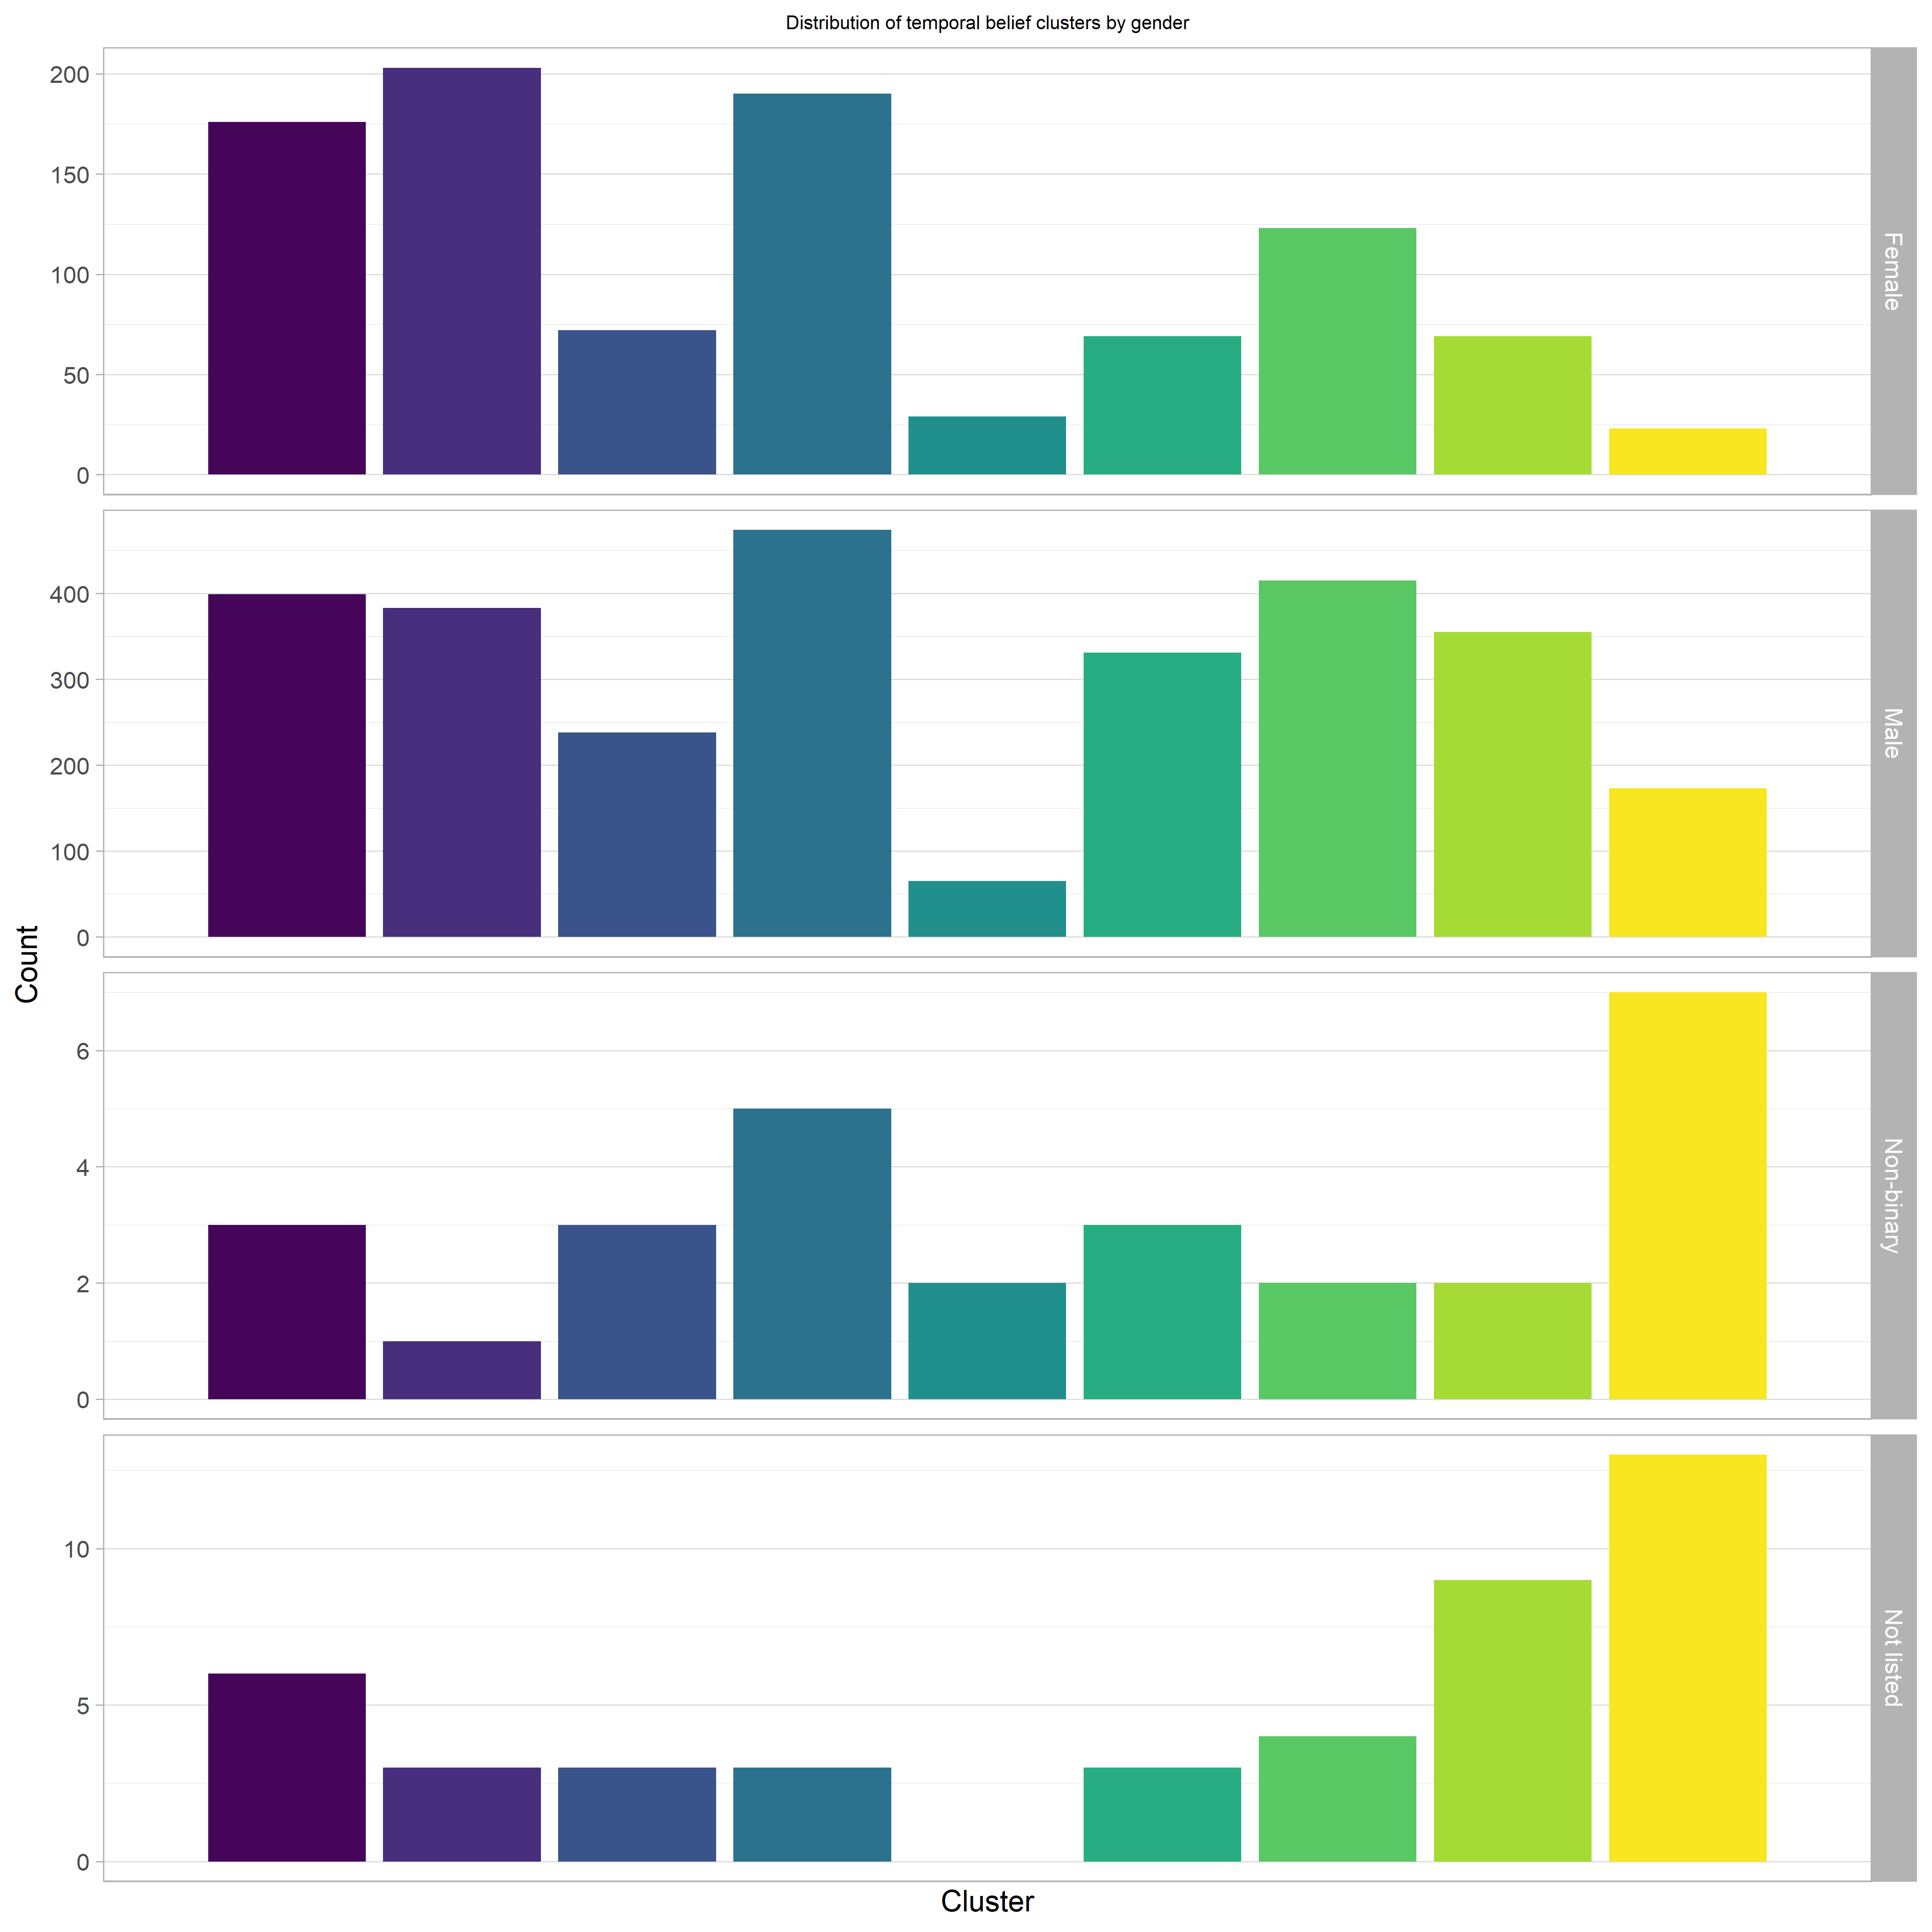 Distribution of temporal belief clusters by gender
200
150
100
50
0
Female
400
300
200
100
0
Male
Count
6
4
2
0
Non-binary
10
5
0
Not listed
Cluster